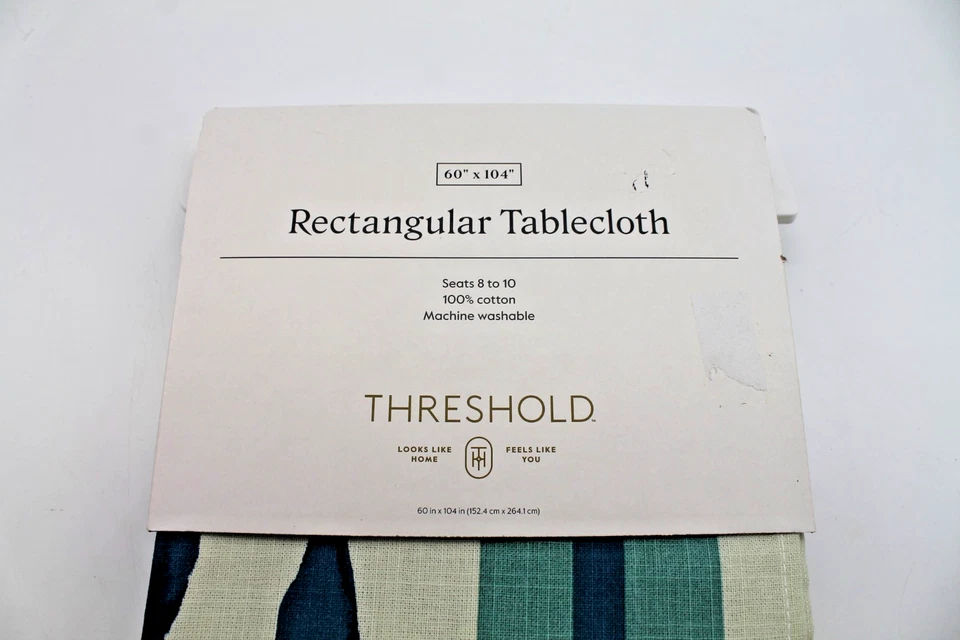 60" x 104"
Rectangular Tablecloth
Seats 8 to 10
100% cotton
Machine washable
THRESHOLD™
LOOKS LIKE HOME
FEELS LIKE YOU
60 in x 104 in (152.4 cm x 264.1 cm)